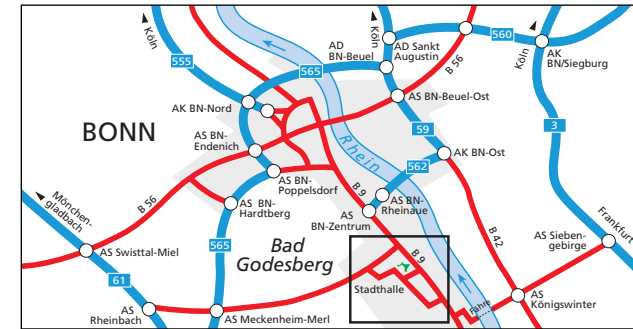 Köln
555
AD
BN-Beuel
Köln
AD Sankt
Augustin
560
Köln
AK
BN/Siegburg
565
B 56
AK BN-Nord
AS BN-Beuel-Ost
BONN
AS BN-
Endenich
59
3
Rhein
562
AK BN-Ost
AS BN-
Poppelsdorf
B 9
Mönchen-
gladbach
B 56
AS BN-
Hardtberg
AS BN-
Rheinaue
AS
BN-Zentrum
Frankfurt
565
Bad
Godesberg
B 9
B 42
AS Sieben-
gebirge
AS Swisttal-Miel
61
Stadthalle
AS
Rheinbach
AS Meckenheim-Merl
Fähre
AS
Königswinter